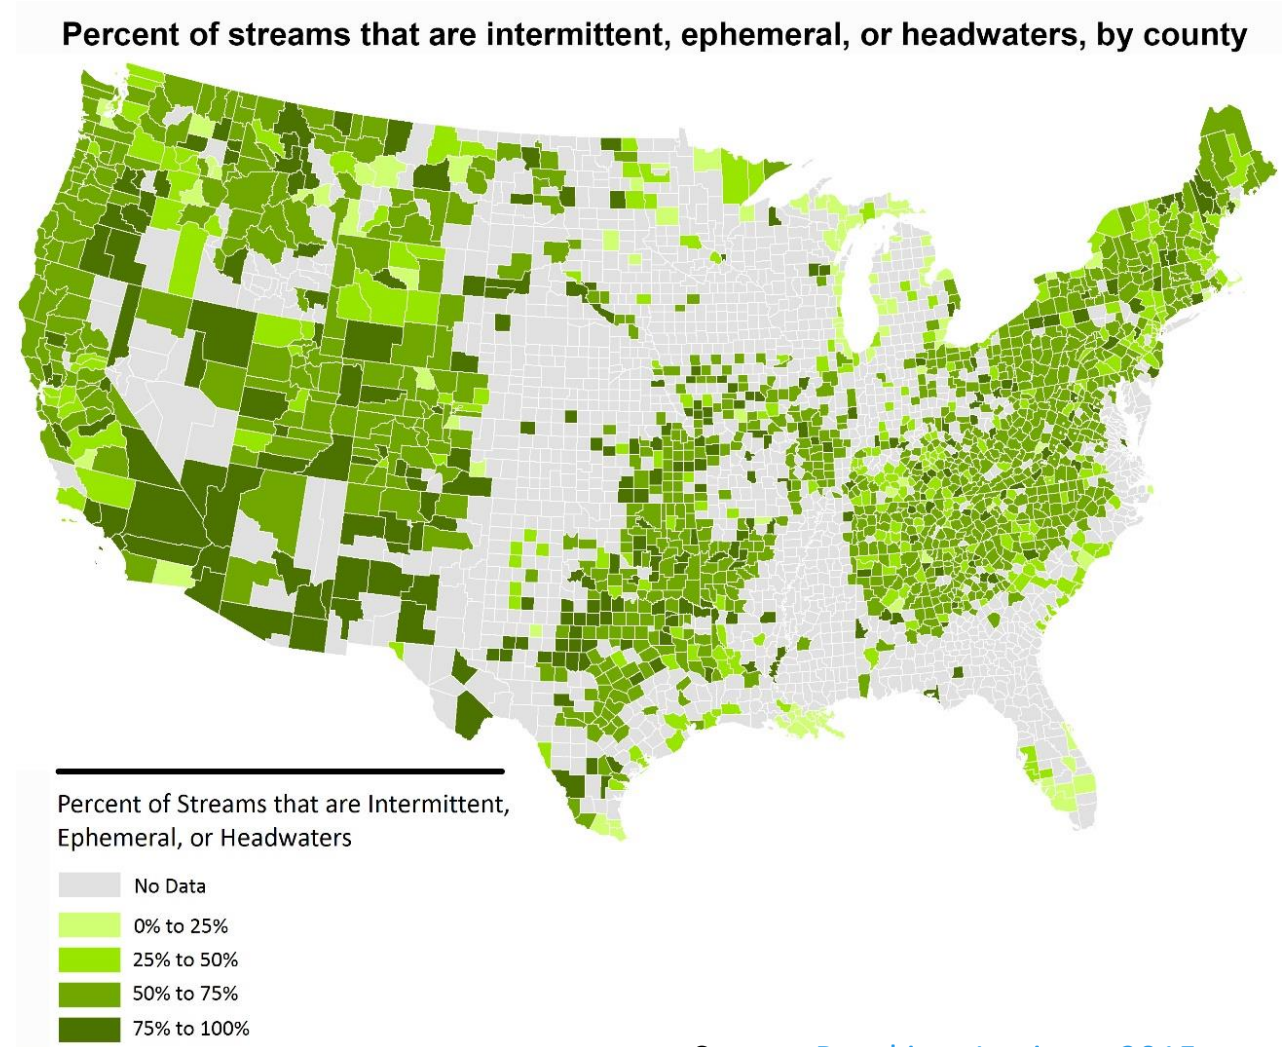 Percent of streams that are intermittent, ephemeral, or headwaters, by county
Percent of Streams that are Intermittent,
Ephemeral, or Headwaters
No Data
0% to 25%
25% to 50%
50% to 75%
75% to 100%